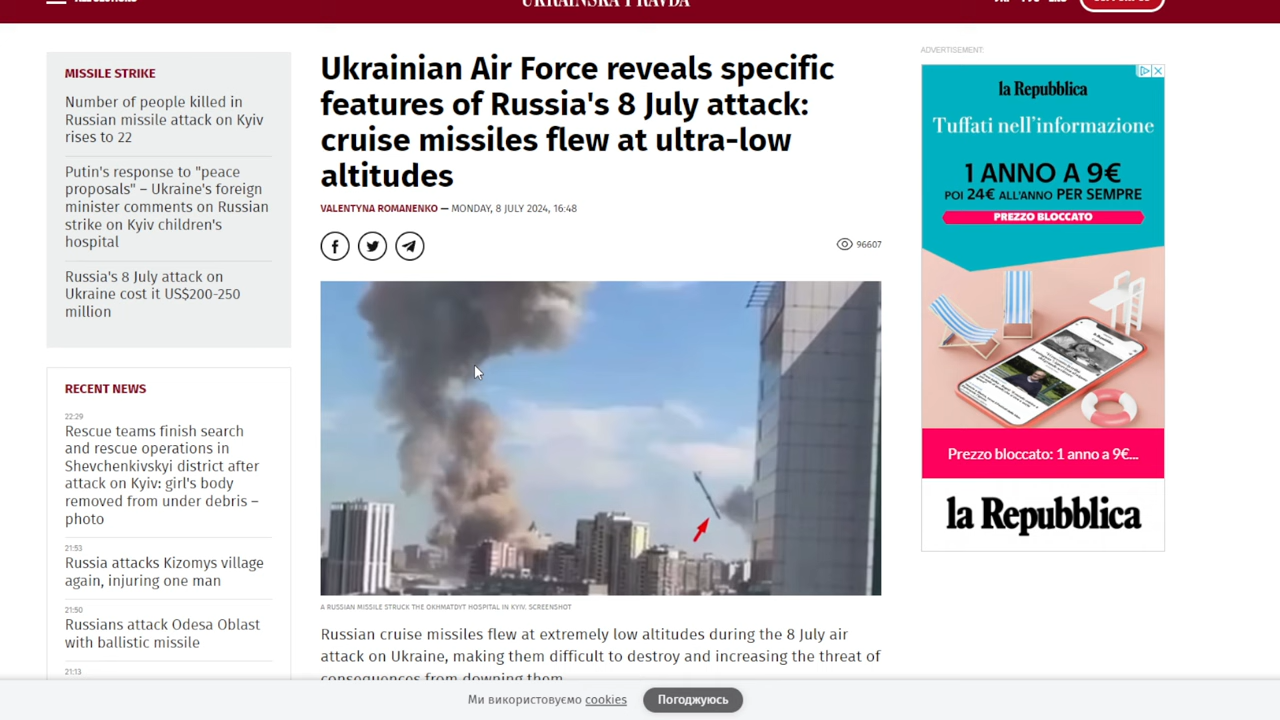 UKRAINSKA PRAVDA
MISSILE STRIKE
Number of people killed in
Russian missile attack on Kyiv
rises to 22
Putin's response to "peace
proposals" – Ukraine's foreign
minister comments on Russian
strike on Kyiv children's
hospital
Russia's 8 July attack on
Ukraine cost it US$200-250
million
RECENT NEWS
22:29
Rescue teams finish search
and rescue operations in
Shevchenkivskyi district after
attack on Kyiv: girl's body
removed from under debris –
photo
21:53
Russia attacks Kizomys village
again, injuring one man
21:50
Russians attack Odesa Oblast
with ballistic missile
21:13
Ukrainian Air Force reveals specific
features of Russia's 8 July attack:
cruise missiles flew at ultra-low
altitudes
VALENTYNA ROMANENKO — MONDAY, 8 JULY 2024, 16:48
96607
A RUSSIAN MISSILE STRUCK THE OKHMATDYT HOSPITAL IN KYIV. SCREENSHOT
Russian cruise missiles flew at extremely low altitudes during the 8 July air
attack on Ukraine, making them difficult to destroy and increasing the threat of
consequences from downing them.
ADVERTISEMENT:
la Repubblica
Tuffati nell'informazione
1 ANNO A 9€
POI 24€ ALL'ANNO PER SEMPRE
PREZZO BLOCCATO
Prezzo bloccato: 1 anno a 9€...
la Repubblica
Ми використовуємо cookies
Погоджуюсь